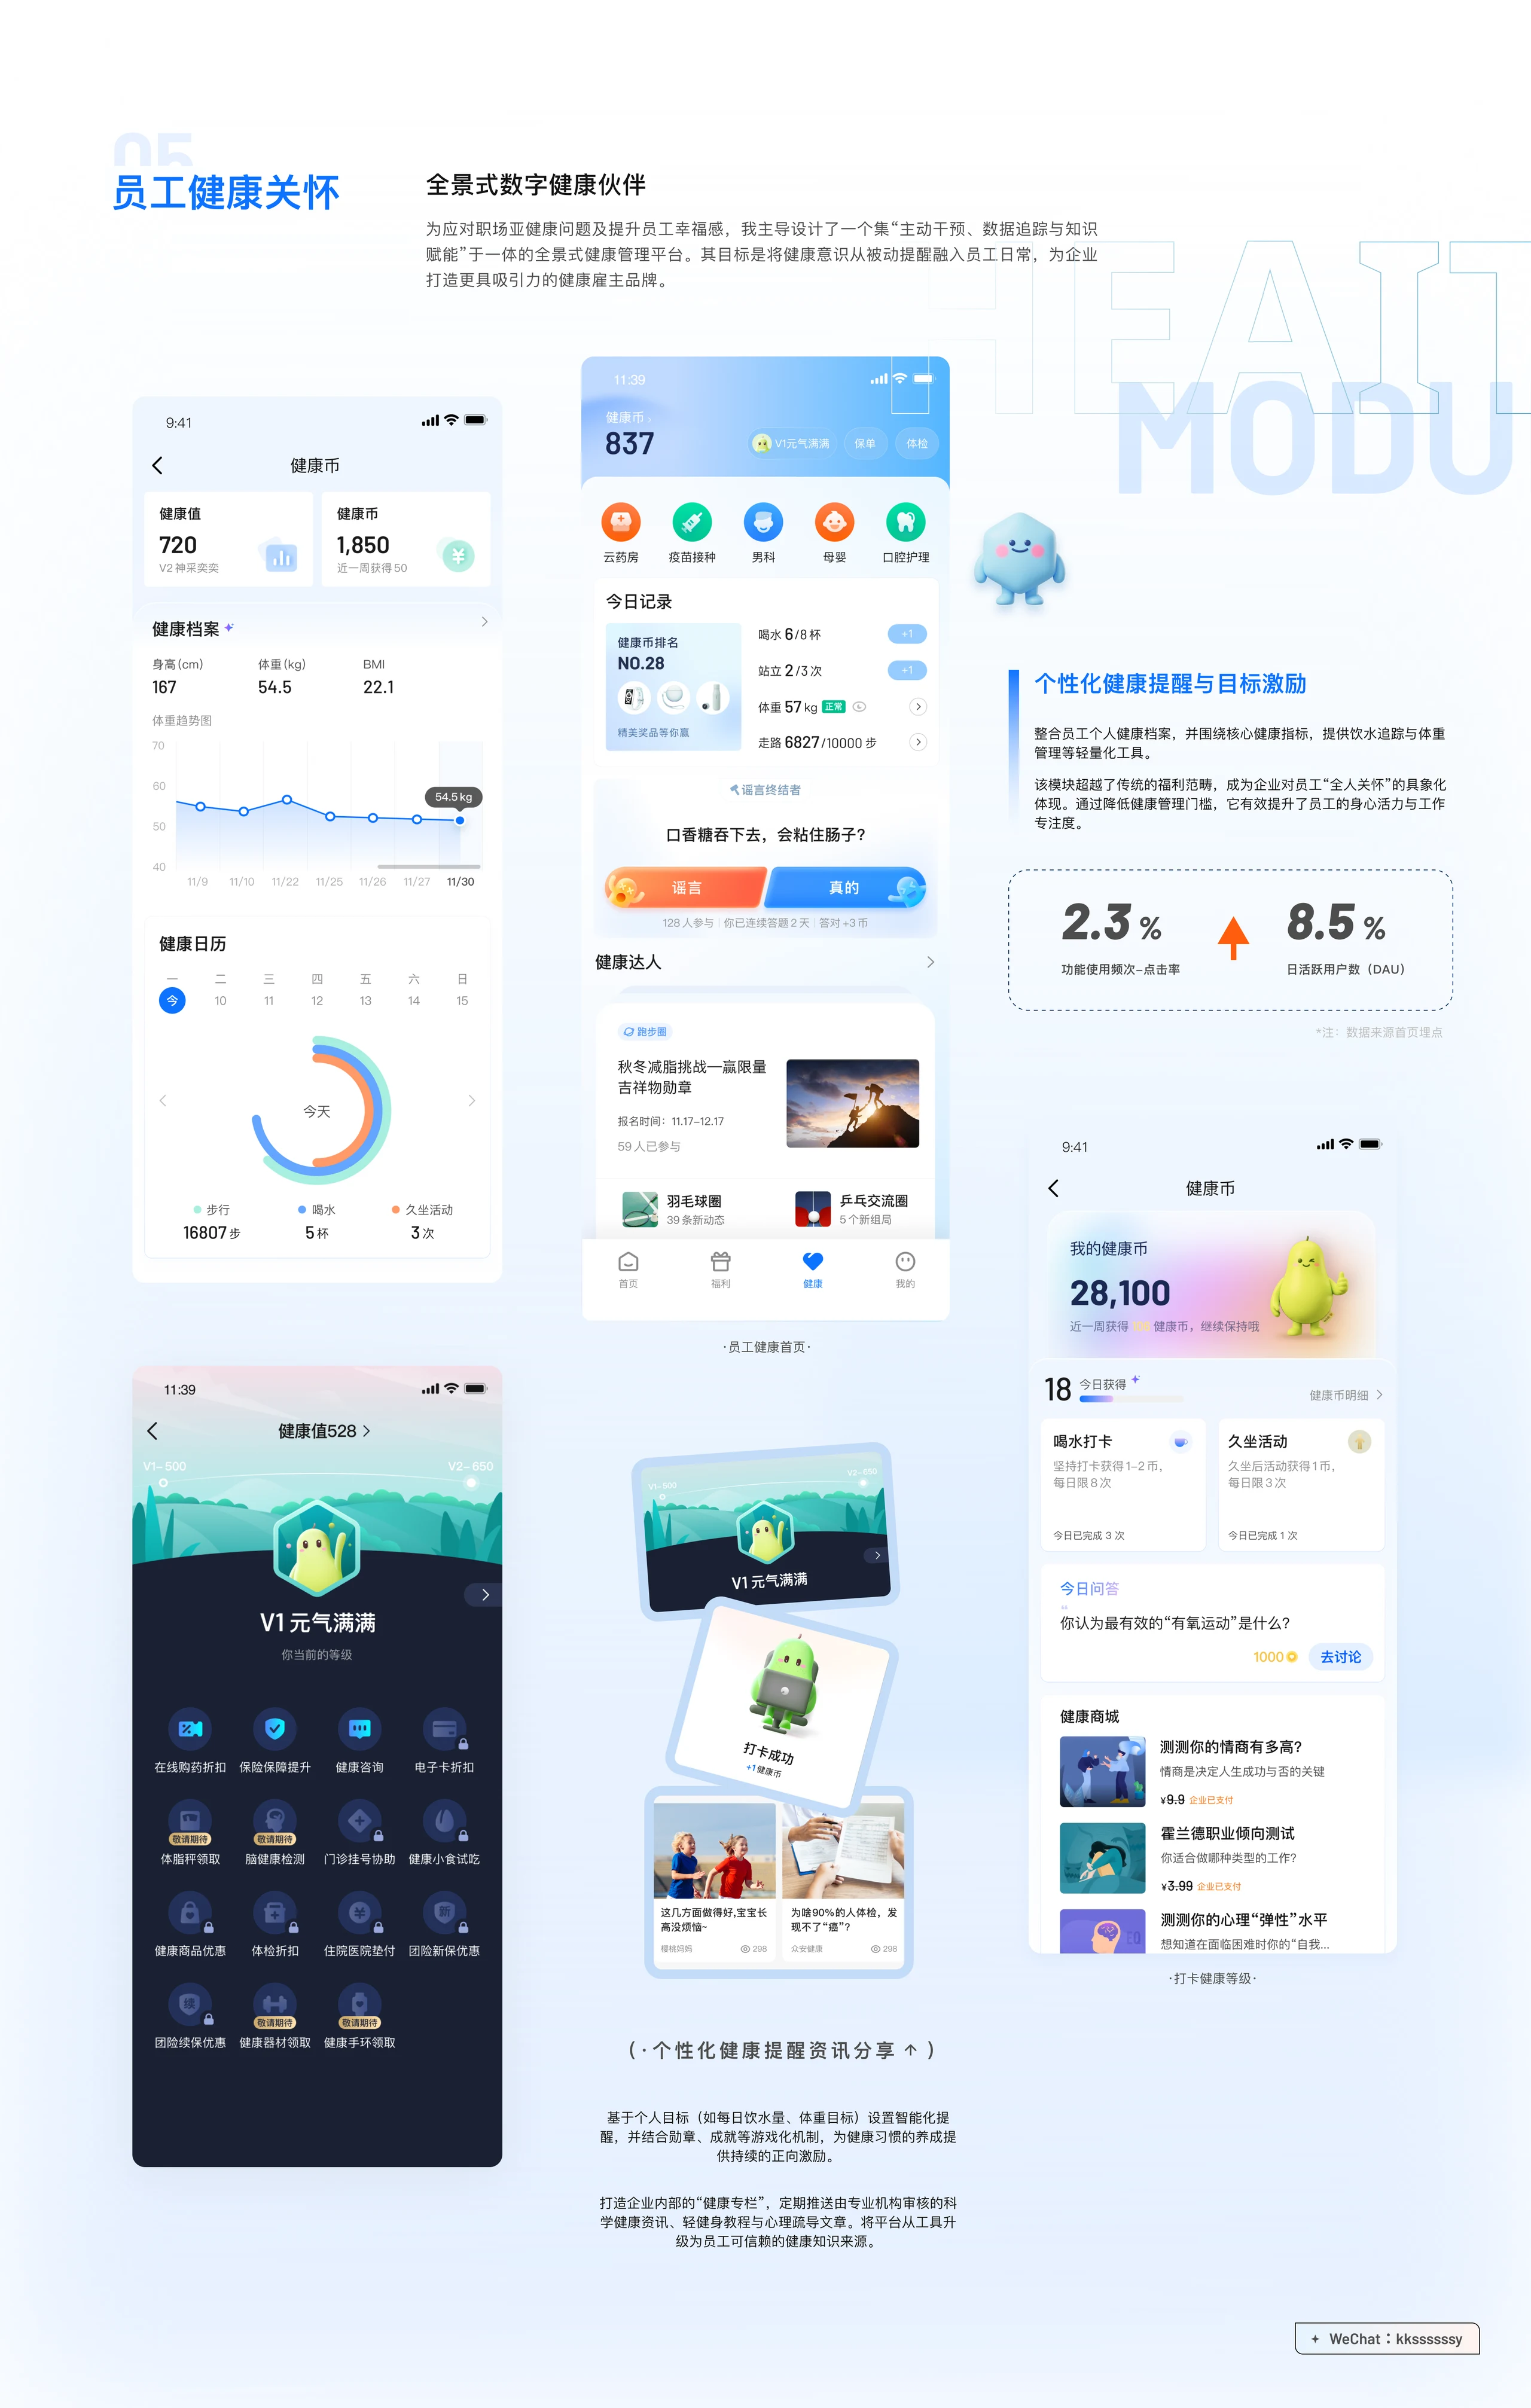 05
员工健康关怀
全景式数字健康伙伴
为应对职场亚健康问题及提升员工幸福感，我主导设计了一个集“主动干预、数据追踪与知识
赋能”于一体的全景式健康管理平台。其目标是将健康意识从被动提醒融入员工日常，为企业
打造更具吸引力的健康雇主品牌。
MODU
9:41
健康币
健康值
720
V2 神采奕奕
健康币
1,850
近一周获得 50
健康档案
身高 (cm)
体重 (kg)
BMI
167
54.5
22.1
体重趋势图
70
60
50
40
54.5 kg
11/9
11/10
11/22
11/25
11/26
11/27
11/30
健康日历
一 二 三 四 五 六 日
今 10 11 12 13 14 15
今天
步行
喝水
久坐活动
16807 步
5 杯
3 次
11:39
健康币 ›
837
V1元气满满
保单
体检
云药房
疫苗接种
男科
母婴
口腔护理
今日记录
健康币排名
NO.28
精美奖品等你赢
喝水 6/8 杯
+1
站立 2/3 次
+1
体重 57 kg 正常
走路 6827/10000 步
谣言终结者
口香糖吞下去，会粘住肠子？
谣言
真的
128 人参与 | 你已连续答题 2 天 | 答对 +3 币
健康达人
跑步圈
秋冬减脂挑战—赢限量
吉祥物勋章
报名时间：11.17–12.17
59 人已参与
羽毛球圈
39 条新动态
乒乓交流圈
5 个新组局
首页
福利
健康
我的
·员工健康首页·
个性化健康提醒与目标激励
整合员工个人健康档案，并围绕核心健康指标，提供饮水追踪与体重
管理等轻量化工具。
该模块超越了传统的福利范畴，成为企业对员工“全人关怀”的具象化
体现。通过降低健康管理门槛，它有效提升了员工的身心活力与工作
专注度。
2.3 %
功能使用频次–点击率
8.5 %
日活跃用户数（DAU）
*注：数据来源首页埋点
9:41
健康币
我的健康币
28,100
近一周获得 健康币，继续保持哦
18
今日获得
健康币明细
喝水打卡
坚持打卡获得 1–2 币，
每日限 8 次
今日已完成 3 次
久坐活动
久坐后活动获得 1 币，
每日限 3 次
今日已完成 1 次
今日问答
你认为最有效的“有氧运动”是什么？
1000
去讨论
健康商城
测测你的情商有多高？
情商是决定人生成功与否的关键
¥9.9 企业已支付
霍兰德职业倾向测试
你适合做哪种类型的工作？
¥3.99 企业已支付
测测你的心理“弹性”水平
想知道在面临困难时你的“自我...
·打卡健康等级·
11:39
健康值528
V1– 500
V2– 650
V1 元气满满
你当前的等级
在线购药折扣
保险保障提升
健康咨询
电子卡折扣
敬请期待
敬请期待
体脂秤领取
脑健康检测
门诊挂号协助
健康小食试吃
新
健康商品优惠
体检折扣
住院医院垫付
团险新保优惠
续
敬请期待
敬请期待
团险续保优惠
健康器材领取
健康手环领取
V1– 500
V2– 650
V1 元气满满
打卡成功
+1 健康币
这几方面做得好,宝宝长
高没烦恼~
樱桃妈妈
298
为啥90%的人体检，发
现不了“癌”？
众安健康
298
（ · 个性化健康提醒资讯分享 ↑ ）
基于个人目标（如每日饮水量、体重目标）设置智能化提
醒，并结合勋章、成就等游戏化机制，为健康习惯的养成提
供持续的正向激励。
打造企业内部的“健康专栏”，定期推送由专业机构审核的科
学健康资讯、轻健身教程与心理疏导文章。将平台从工具升
级为员工可信赖的健康知识来源。
WeChat：kkssssssy